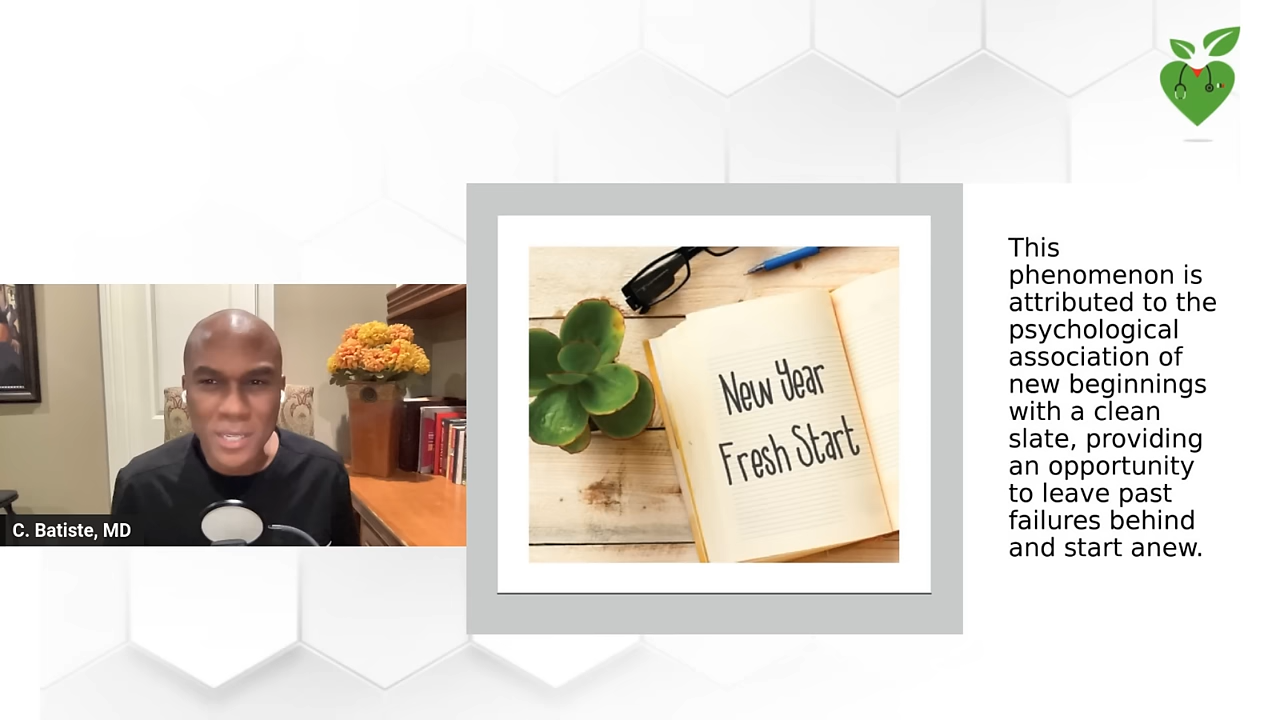 C. Batiste, MD
New Year
Fresh Start
This
phenomenon is
attributed to the
psychological
association of
new beginnings
with a clean
slate, providing
an opportunity
to leave past
failures behind
and start anew.